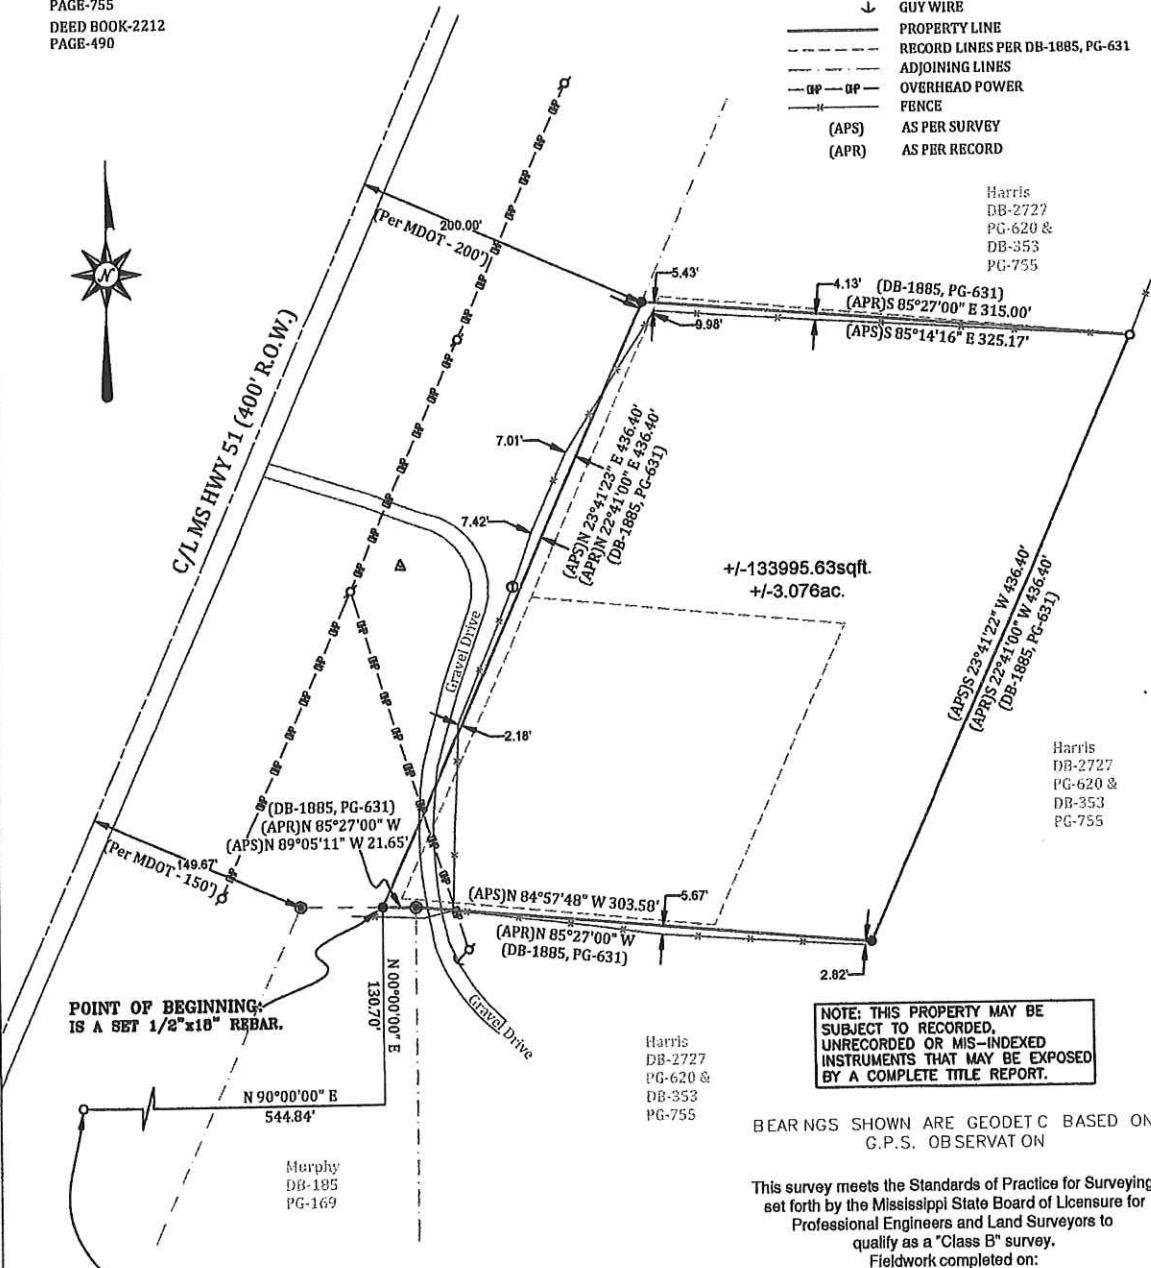 PAGE-755
DEED BOOK-2212
PAGE-490
GUY WIRE
PROPERTY LINE
RECORD LINES PER DB-1885, PG-631
ADJOINING LINES
OHP OHP OVERHEAD POWER
FENCE
(APS) AS PER SURVEY
(APR) AS PER RECORD
Harris
DB-2727
PG-620 &
DB-353
PG-755
N
200.00'
(Per MDOT - 200')
5.43'
4.13' (DB-1885, PG-631)
(APR)S 85°27'00" E 315.00'
9.98'
(APS)S 85°14'16" E 325.17'
C/L MS HWY 51 (400' R.O.W.)
7.01'
7.42'
(APS)N 23°41'23" E 436.40'
(APR)N 22°41'00" E 436.40'
(DB-1885, PG-631)
+/-133995.63sqft.
+/-3.076ac.
Gravel Drive
2.18'
(APS)S 23°41'22" W 436.40'
(APR)S 22°41'00" W 436.40'
(DB-1885, PG-631)
Harris
DB-2727
PG-620 &
DB-353
PG-755
(DB-1885, PG-631)
(APR)N 85°27'00" W
(APS)N 89°05'11" W 21.65'
149.67'
(Per MDOT - 150')
(APS)N 84°57'48" W 303.58'
5.67'
(APR)N 85°27'00" W
(DB-1885, PG-631)
2.82'
POINT OF BEGINNING:
IS A SET 1/2"x18" REBAR.
N 00°00'00" E
130.70'
Gravel Drive
N 90°00'00" E
544.84'
Murphy
DB-185
PG-169
Harris
DB-2727
PG-620 &
DB-353
PG-755
NOTE: THIS PROPERTY MAY BE
SUBJECT TO RECORDED,
UNRECORDED OR MIS-INDEXED
INSTRUMENTS THAT MAY BE EXPOSED
BY A COMPLETE TITLE REPORT.
BEAR NGS SHOWN ARE GEODET C BASED ON
G.P.S. OBSERVAT ON
This survey meets the Standards of Practice for Surveying
set forth by the Mississippi State Board of Licensure for
Professional Engineers and Land Surveyors to
qualify as a "Class B" survey.
Fieldwork completed on: